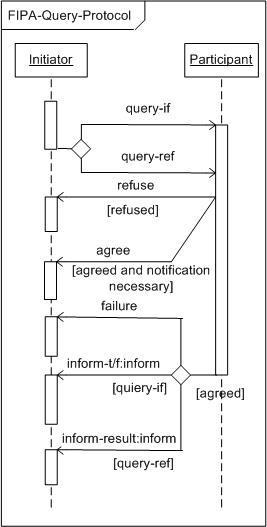 FIPA-Query-Protocol
Initiator
Participant
query-if
query-ref
refuse
[refused]
agree
[agreed and notification
necessary]
failure
inform-t/f:inform
[quiery-if]
[agreed]
inform-result:inform
[query-ref]